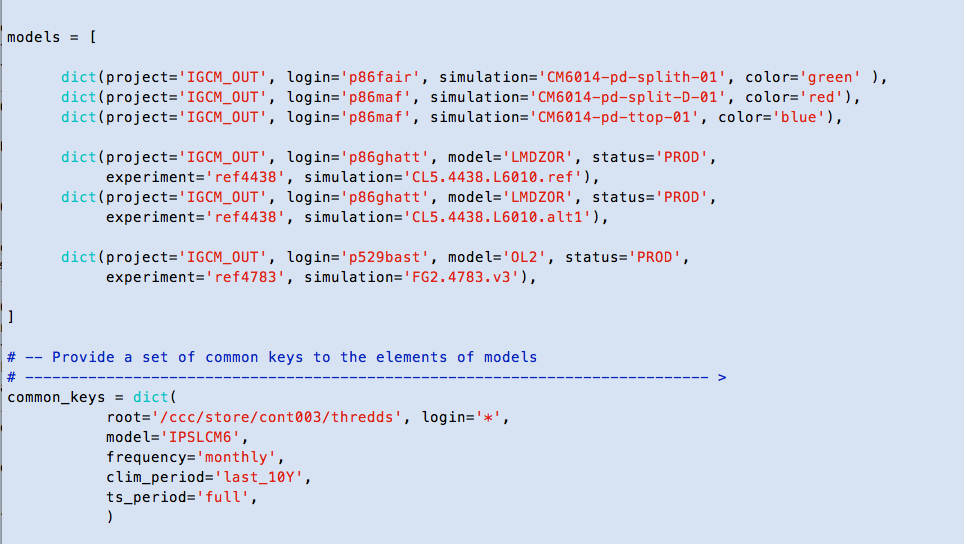 models = [
dict(project='IGCM_OUT', login='p86fair', simulation='CM6014-pd-splith-01', color='green' ),
dict(project='IGCM_OUT', login='p86maf', simulation='CM6014-pd-split-D-01', color='red'),
dict(project='IGCM_OUT', login='p86maf', simulation='CM6014-pd-ttop-01', color='blue'),
dict(project='IGCM_OUT', login='p86ghatt', model='LMDZOR', status='PROD',
experiment='ref4438', simulation='CL5.4438.L6010.ref'),
dict(project='IGCM_OUT', login='p86ghatt', model='LMDZOR', status='PROD',
experiment='ref4438', simulation='CL5.4438.L6010.alt1'),
dict(project='IGCM_OUT', login='p529bast', model='OL2', status='PROD',
experiment='ref4783', simulation='FG2.4783.v3'),
]
# -- Provide a set of common keys to the elements of models
# ---------------------------------------------------------------------------- >
common_keys = dict(
root='/ccc/store/cont003/thredds', login='*',
model='IPSLCM6',
frequency='monthly',
clim_period='last_10Y',
ts_period='full',
)